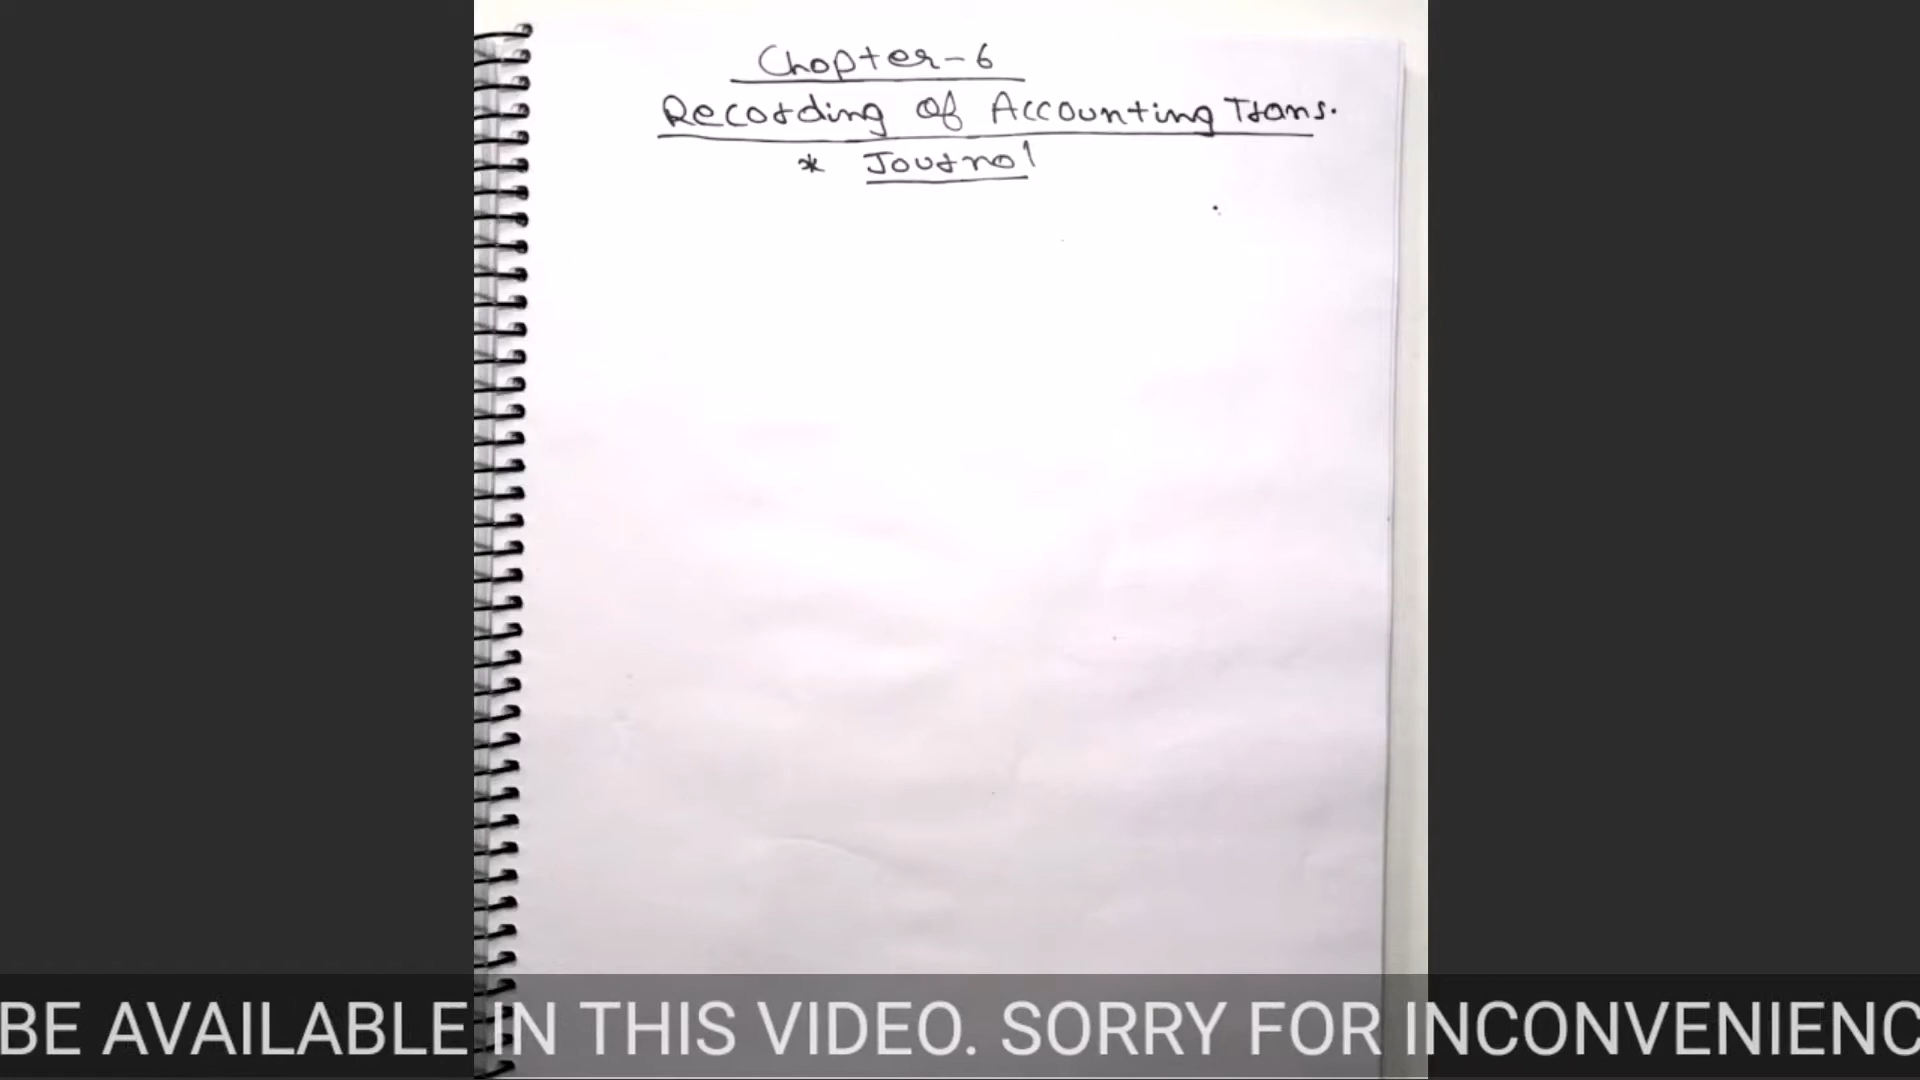 Chapter-6
Recording of Accounting Trans.
* Journal
BE AVAILABLE IN THIS VIDEO. SORRY FOR INCONVENIENC